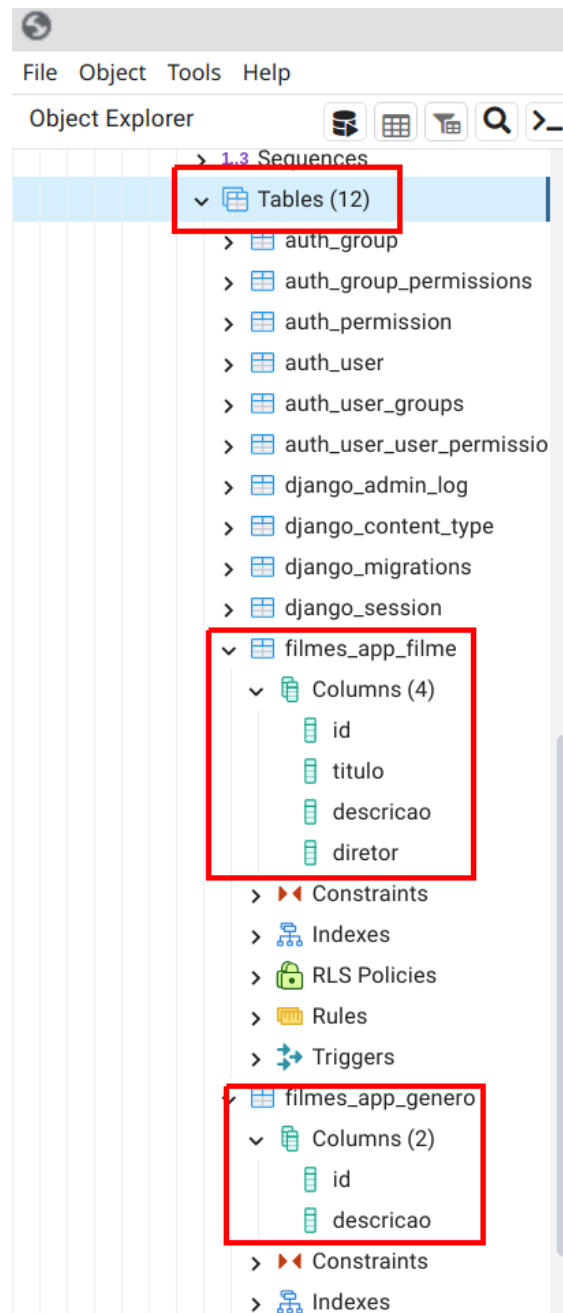 File Object Tools Help
Object Explorer
1..3 Sequences
Tables (12)
auth_group
auth_group_permissions
auth_permission
auth_user
auth_user_groups
auth_user_user_permissio
django_admin_log
django_content_type
django_migrations
django_session
filmes_app_filme
Columns (4)
id
titulo
descricao
diretor
Constraints
Indexes
RLS Policies
Rules
Triggers
filmes_app_genero
Columns (2)
id
descricao
Constraints
Indexes